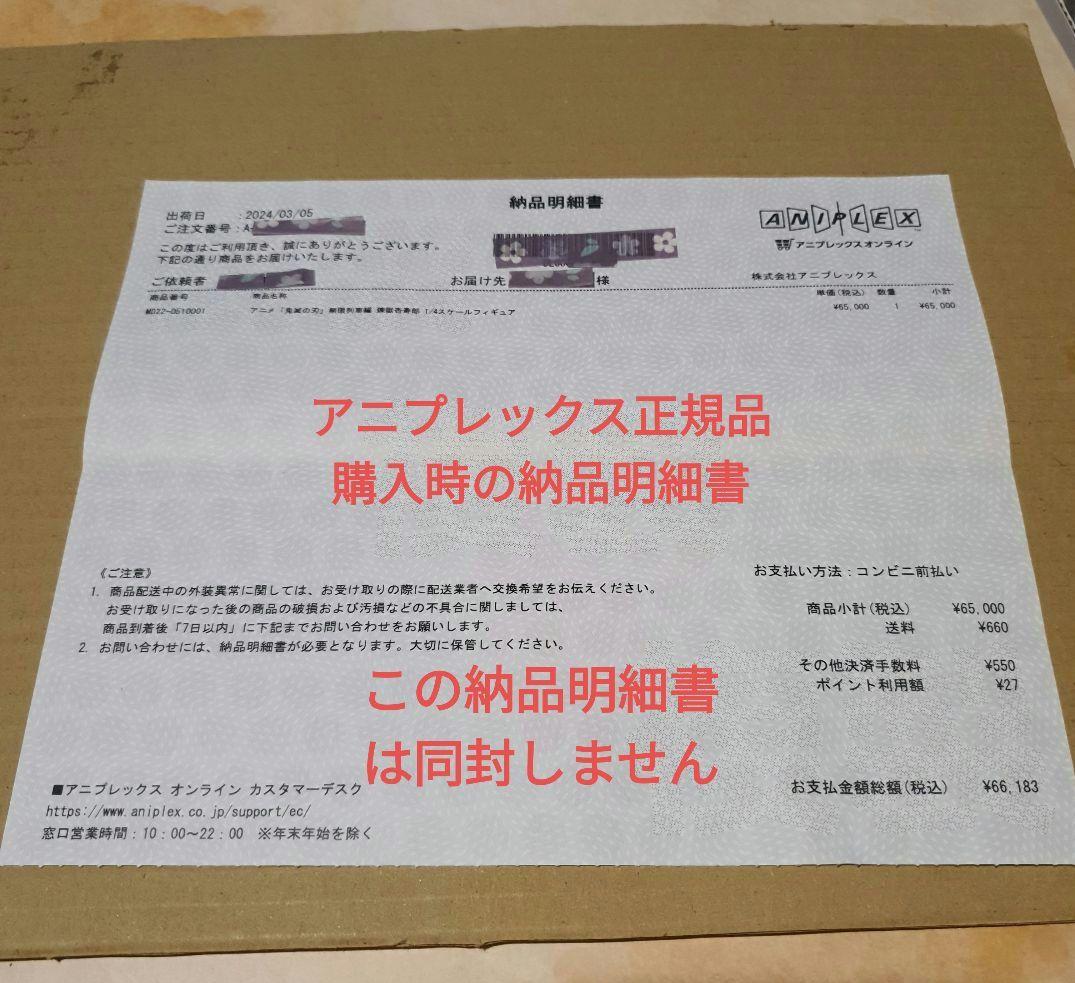 納品明細書
出荷日 :2024/03/05
ご注文番号:A-
この度はご利用頂き、誠にありがとうございます。
下記の通り商品をお届けいたします。
ANIPLEX
アニプレックス オンライン
株式会社アニプレックス
ご依頼者
お届け先 様
商品番号 商品名称 単価(税込) 数量 小計
MD22-0510001 アニメ「鬼滅の刃」無限列車編 煉獄杏寿郎 1/4スケールフィギュア ¥65,000 1 ¥65,000
アニプレックス正規品
購入時の納品明細書
《ご注意》
1. 商品配送中の外装異常に関しては、お受け取りの際に配送業者へ交換希望をお伝えください。
お受け取りになった後の商品の破損および汚損などの不具合に関しましては、
商品到着後「7日以内」に下記までお問い合わせをお願いします。
2. お問い合わせには、納品明細書が必要となります。大切に保管してください。
お支払い方法:コンビニ前払い
商品小計(税込) ¥65,000
送料 ¥660
その他決済手数料 ¥550
ポイント利用額 ¥27
お支払金額総額(税込) ¥66,183
この納品明細書
は同封しません
■アニプレックス オンライン カスタマーデスク
https://www.aniplex.co.jp/support/ec/
窓口営業時間:10:00~22:00 ※年末年始を除く